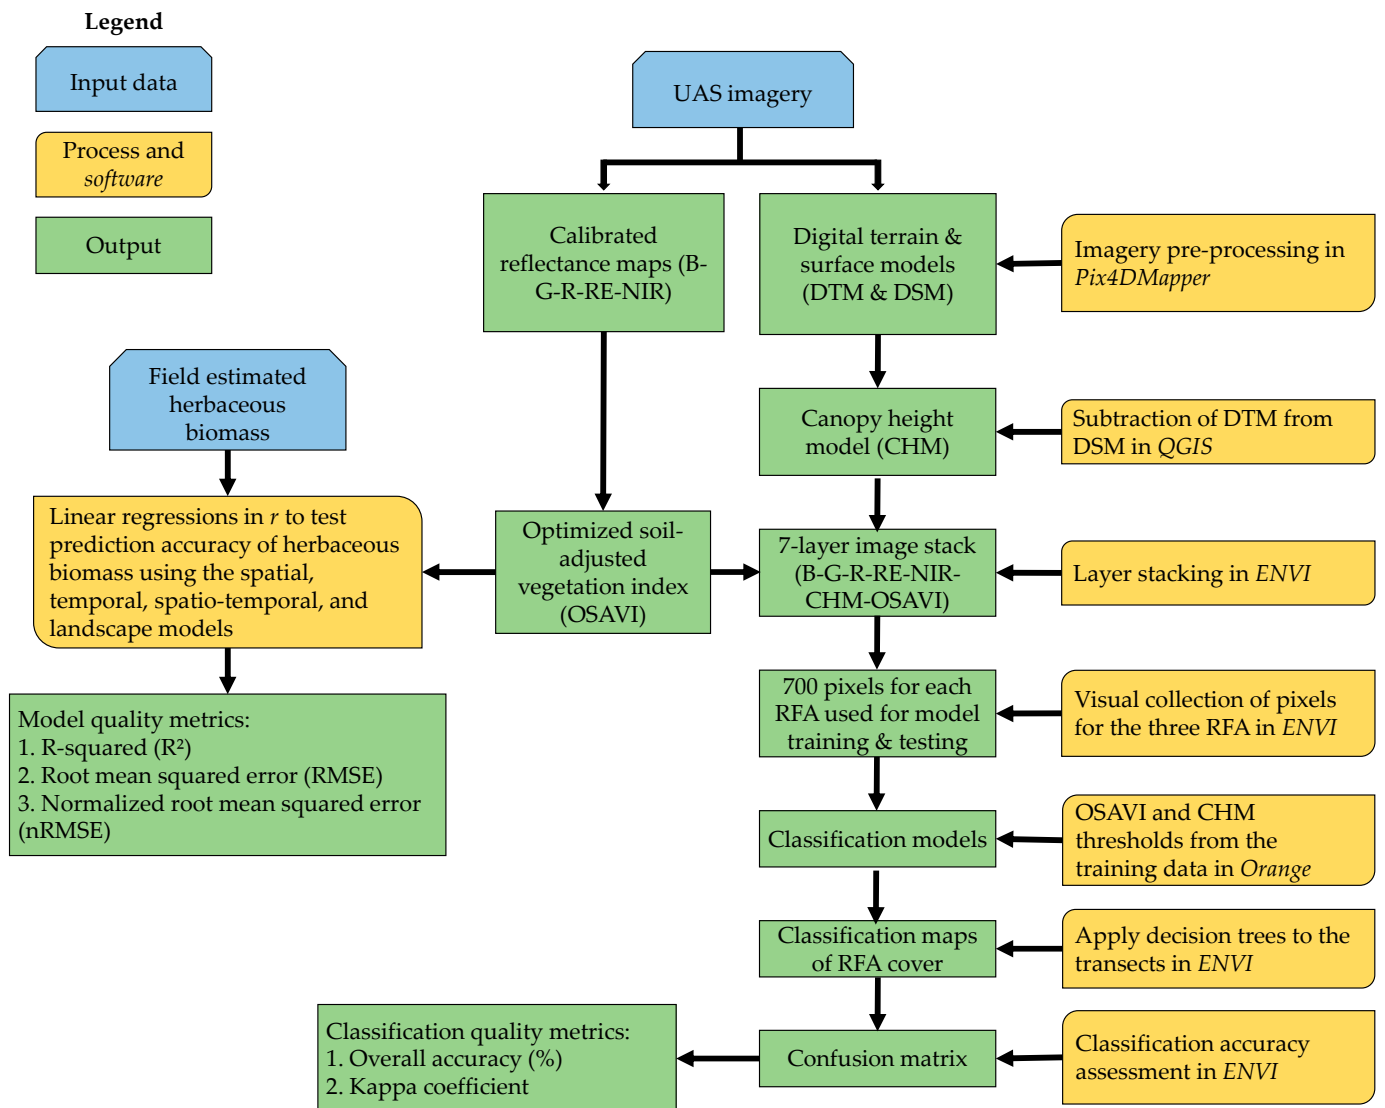 Legend
Input data
Process and
software
Output
UAS imagery
Calibrated
reflectance maps (B-
G-R-RE-NIR)
Digital terrain &
surface models
(DTM & DSM)
Imagery pre-processing in
Pix4DMapper
Field estimated
herbaceous
biomass
Canopy height
model (CHM)
Subtraction of DTM from
DSM in QGIS
Linear regressions in r to test
prediction accuracy of herbaceous
biomass using the spatial,
temporal, spatio-temporal, and
landscape models
Optimized soil-
adjusted
vegetation index
(OSAVI)
7-layer image stack
(B-G-R-RE-NIR-
CHM-OSAVI)
Layer stacking in ENVI
Model quality metrics:
1. R-squared (R²)
2. Root mean squared error (RMSE)
3. Normalized root mean squared error
(nRMSE)
700 pixels for each
RFA used for model
training & testing
Visual collection of pixels
for the three RFA in ENVI
Classification models
OSAVI and CHM
thresholds from the
training data in Orange
Classification maps
of RFA cover
Apply decision trees to the
transects in ENVI
Classification quality metrics:
1. Overall accuracy (%)
2. Kappa coefficient
Confusion matrix
Classification accuracy
assessment in ENVI